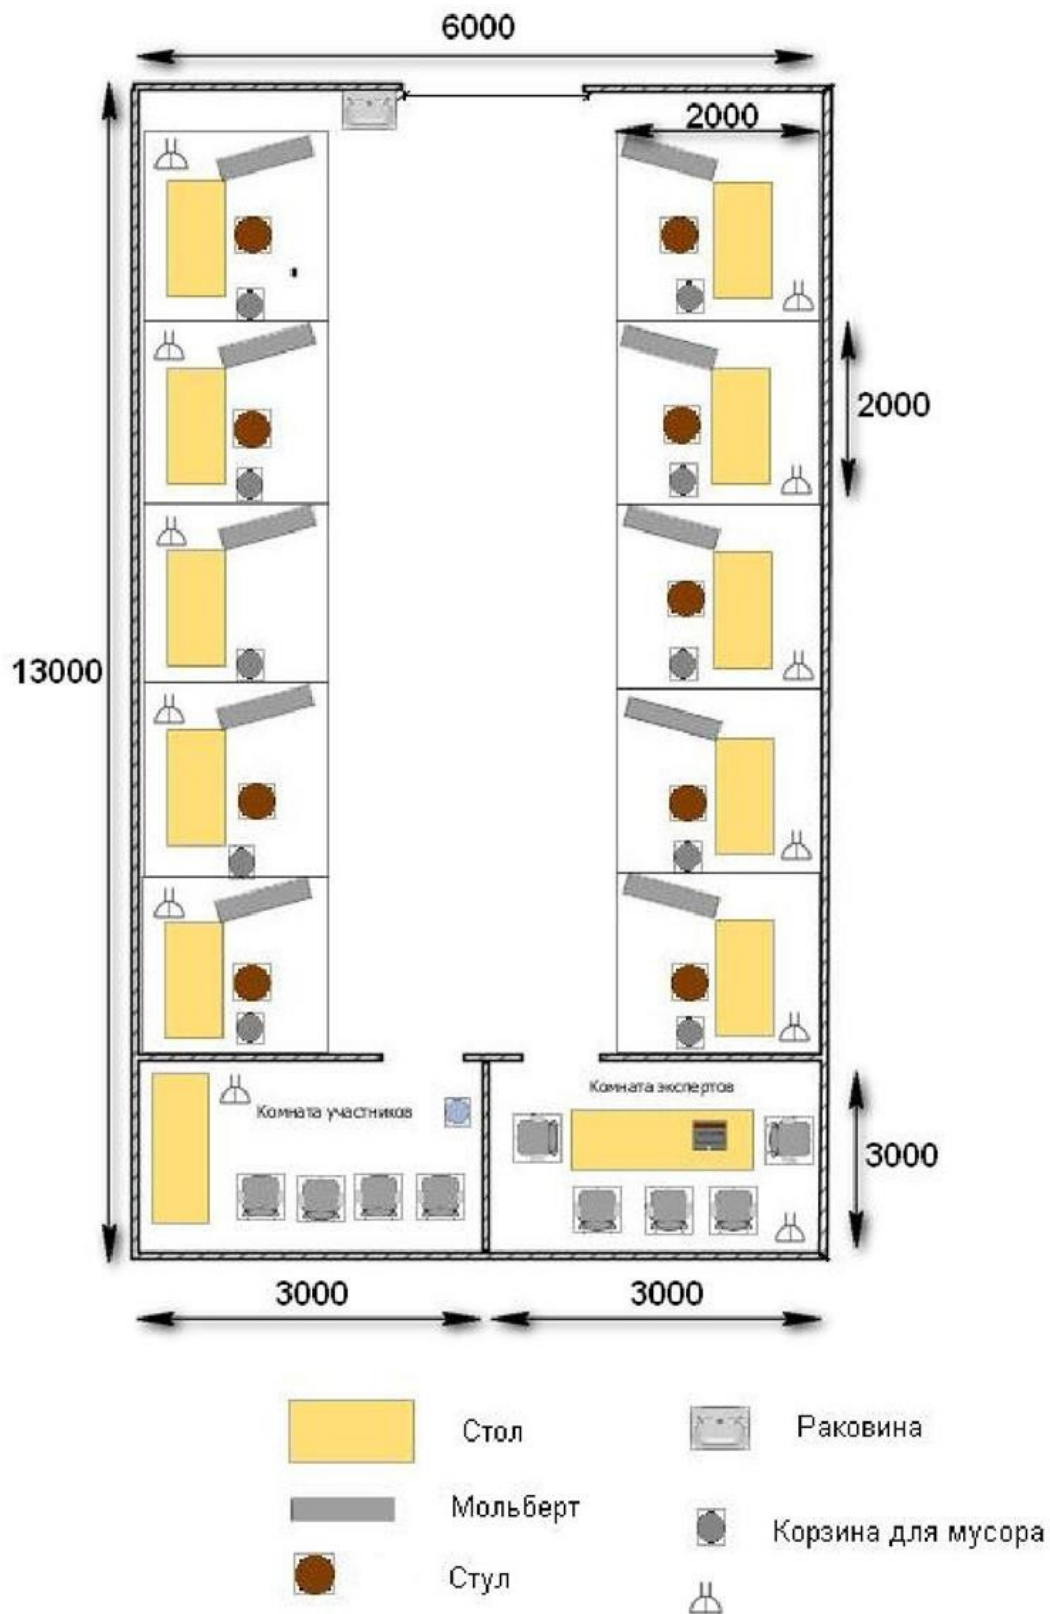 6000
2000
2000
13000
Комната участников
Комната экспертов
3000
3000
3000
Стол
Раковина
Мольберт
Корзина для мусора
Стул